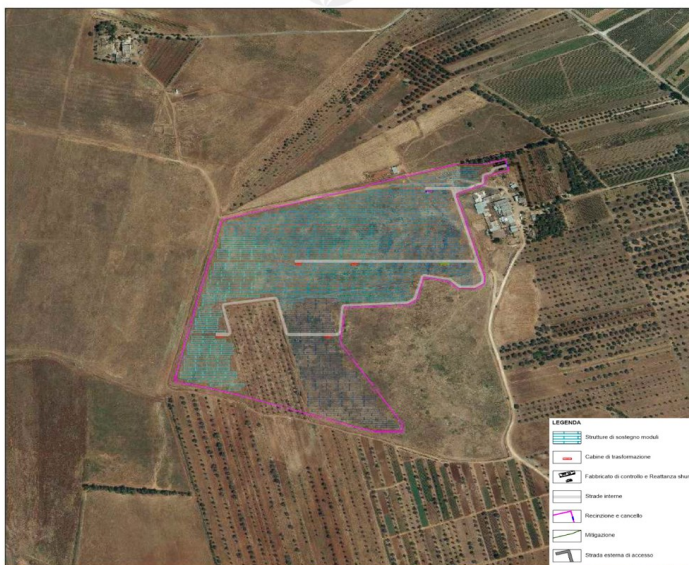 LEGENDA
Strutture di sostegno moduli
Cabine di trasformazione
Fabbricato di controllo e Reattanza shu
Strade interne
Recinzione e cancello
Mitigazione
Strada esterna di accesso